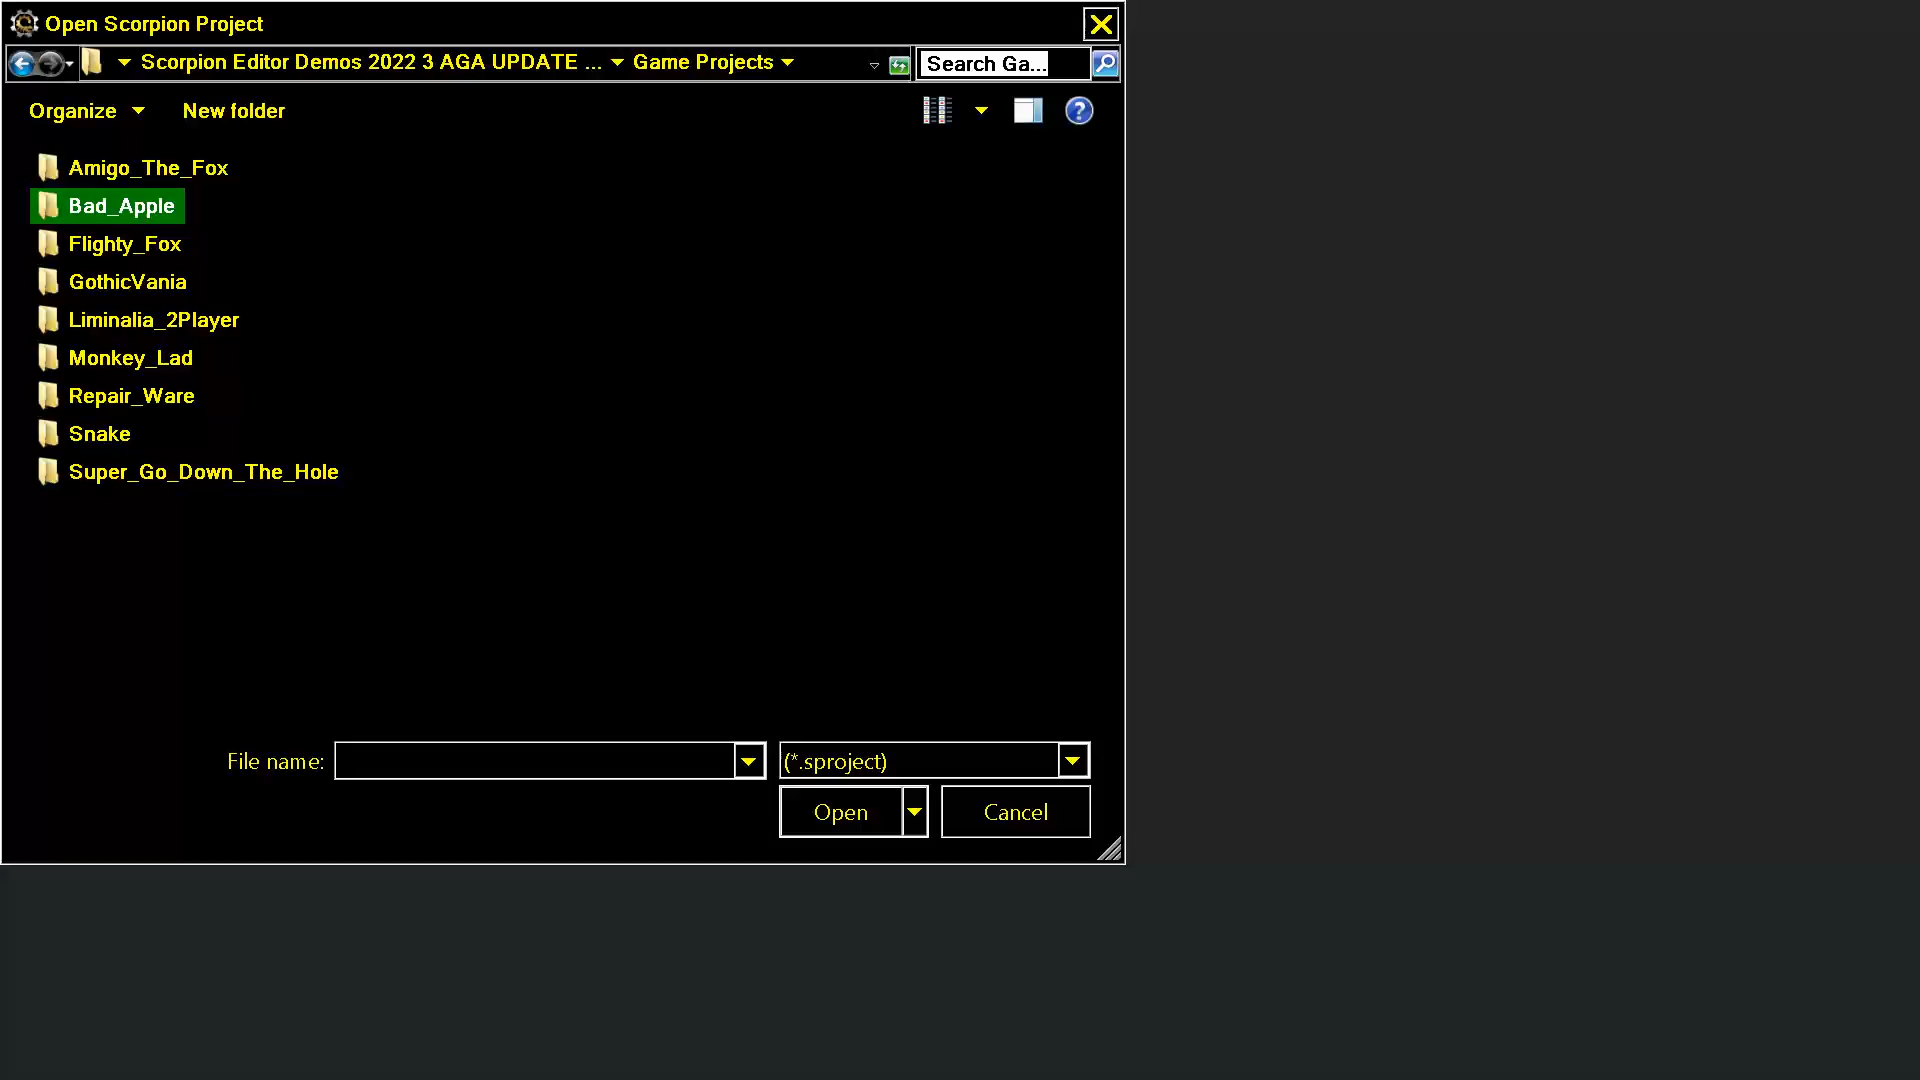 Open Scorpion Project
Scorpion Editor Demos 2022 3 AGA UPDATE ... Game Projects
Search Ga...
Organize New folder
Amigo_The_Fox
Bad_Apple
Flighty_Fox
GothicVania
Liminalia_2Player
Monkey_Lad
Repair_Ware
Snake
Super_Go_Down_The_Hole
File name: (*.sproject)
Open Cancel